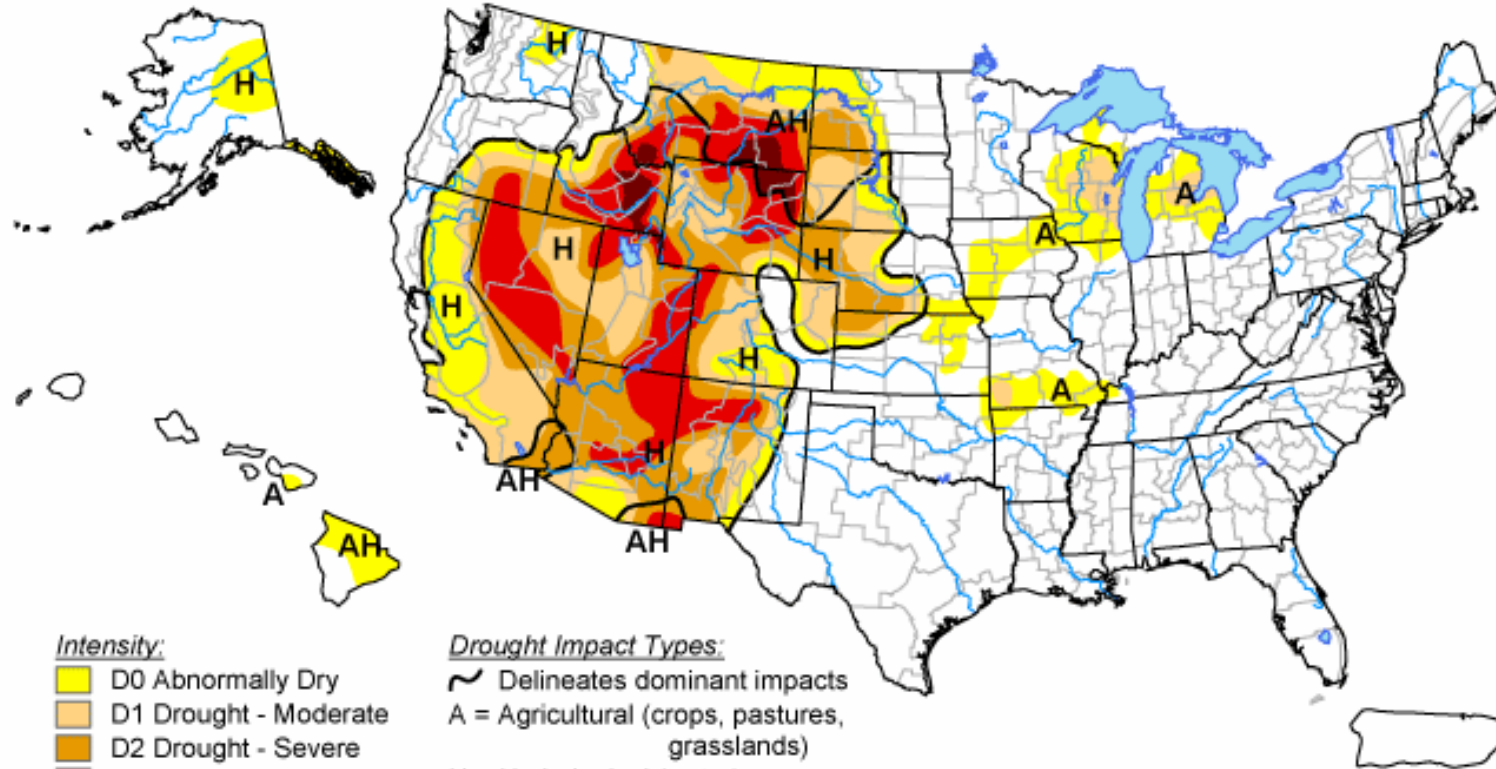 H
H
AH
A
A
H
H
H
H
A
H
AH
A
AH
AH
Intensity:
D0 Abnormally Dry
D1 Drought - Moderate
D2 Drought - Severe
Drought Impact Types:
Delineates dominant impacts
A = Agricultural (crops, pastures,
grasslands)